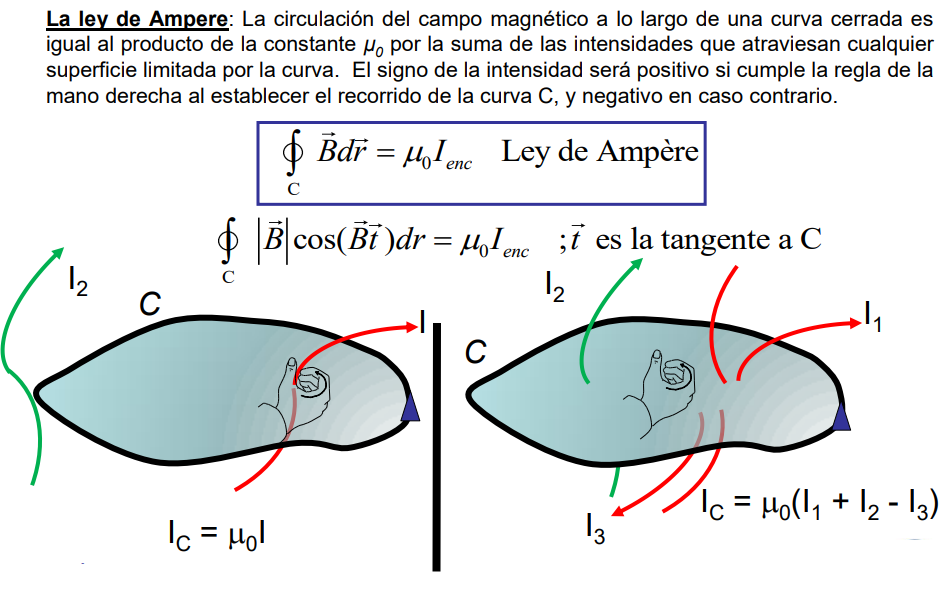 La ley de Ampere: La circulación del campo magnético a lo largo de una curva cerrada es
igual al producto de la constante μ₀ por la suma de las intensidades que atraviesan cualquier
superficie limitada por la curva. El signo de la intensidad será positivo si cumple la regla de la
mano derecha al establecer el recorrido de la curva C, y negativo en caso contrario.
∮ B⃗dr⃗ = μ₀I_enc Ley de Ampère
C
∮ |B⃗|cos(B⃗t⃗)dr = μ₀I_enc ;t⃗ es la tangente a C
C
I₂
C
I
I_C = μ₀I
I₂
I₁
C
I₃
I_C = μ₀(I₁ + I₂ - I₃)